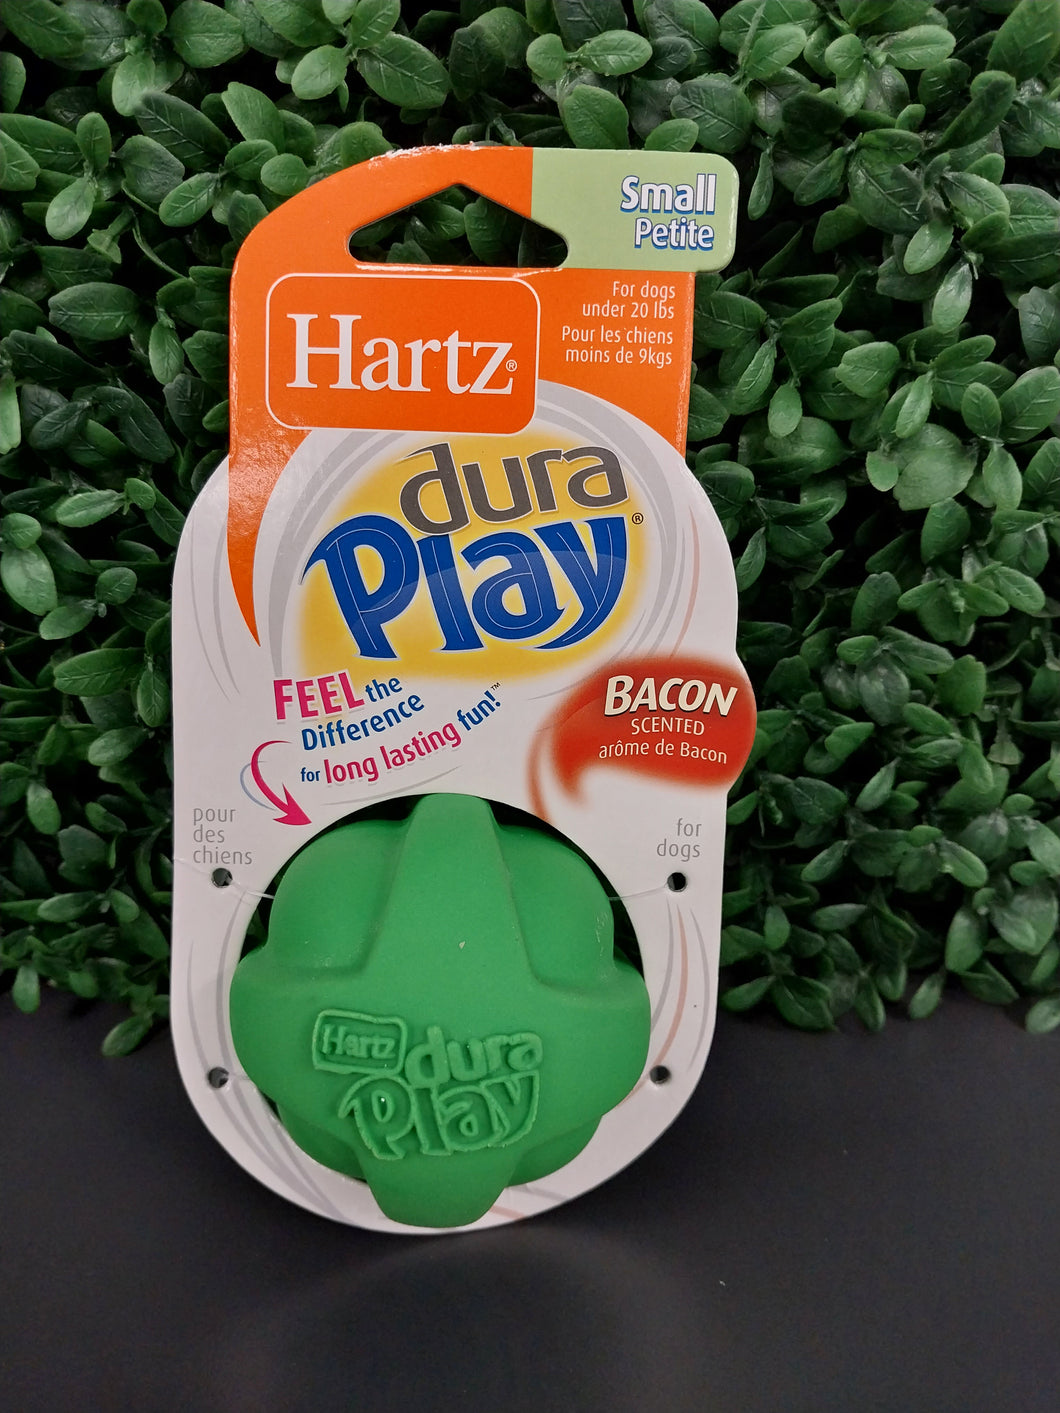 Small
Petite
For dogs
under 20 lbs
Pour les chiens
moins de 9kgs
Hartz®
dura
Play®
FEEL the
Difference
for long lasting fun!™
BACON
SCENTED
arôme de Bacon
pour
des
chiens
for
dogs
Hartz dura
Play